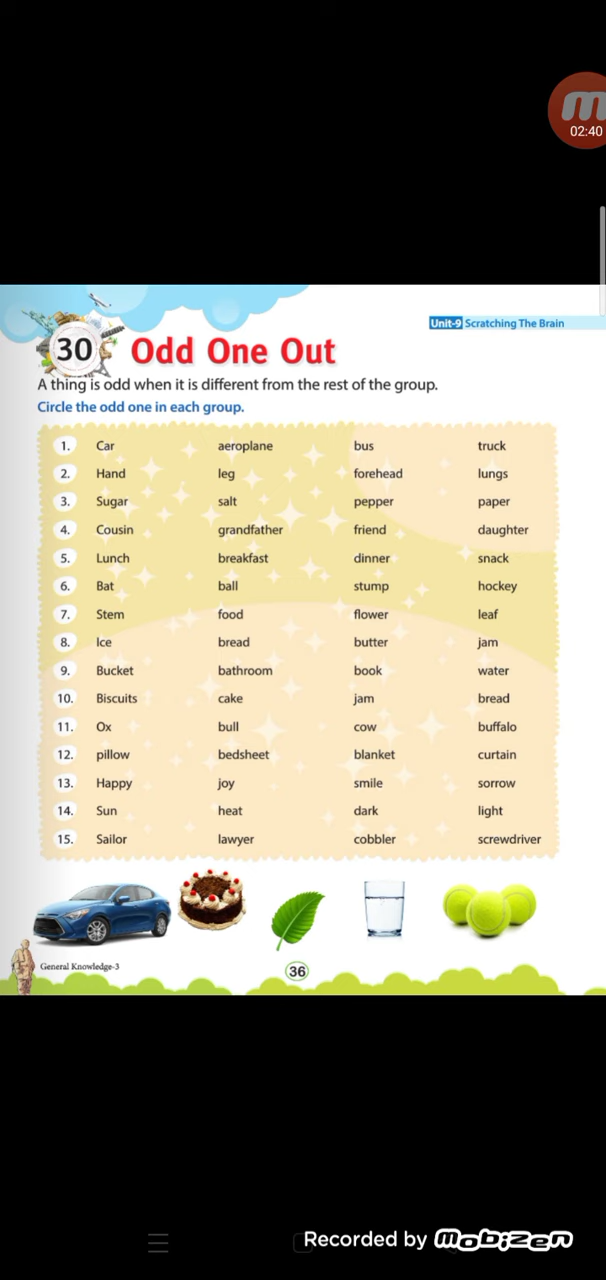 02:40
Unit-9 Scratching The Brain
30 Odd One Out
A thing is odd when it is different from the rest of the group.
Circle the odd one in each group.
1. Car aeroplane bus truck
2. Hand leg forehead lungs
3. Sugar salt pepper paper
4. Cousin grandfather friend daughter
5. Lunch breakfast dinner snack
6. Bat ball stump hockey
7. Stem food flower leaf
8. Ice bread butter jam
9. Bucket bathroom book water
10. Biscuits cake jam bread
11. Ox bull cow buffalo
12. pillow bedsheet blanket curtain
13. Happy joy smile sorrow
14. Sun heat dark light
15. Sailor lawyer cobbler screwdriver
General Knowledge-3
36
Recorded by mobizen